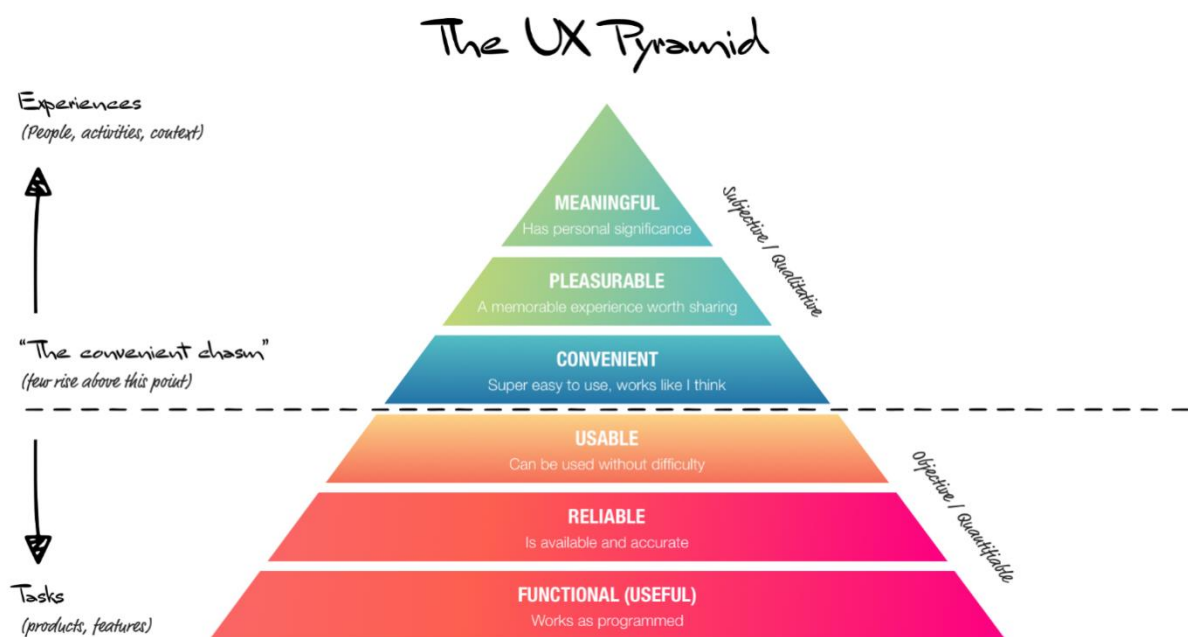 The UX Pyramid
Experiences
(People, activities, context)
MEANINGFUL
Has personal significance
Subjective / Qualitative
PLEASURABLE
A memorable experience worth sharing
"The convenient chasm"
(few rise above this point)
CONVENIENT
Super easy to use, works like I think
USABLE
Can be used without difficulty
Objective / Quantifiable
RELIABLE
Is available and accurate
Tasks
(products, features)
FUNCTIONAL (USEFUL)
Works as programmed